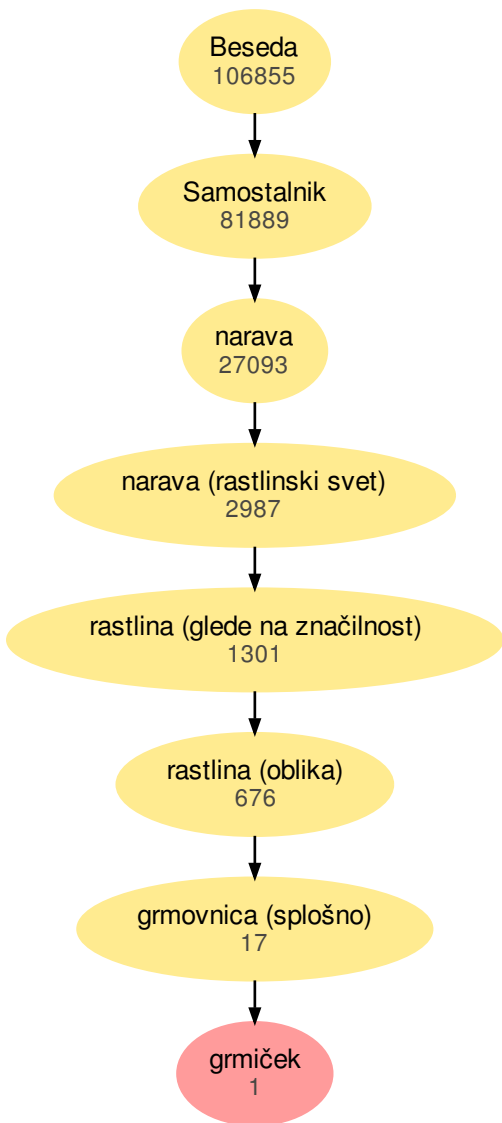 Beseda
106855
Samostalnik
81889
narava
27093
narava (rastlinski svet)
2987
rastlina (glede na značilnost)
1301
rastlina (oblika)
676
grmovnica (splošno)
17
grmiček
1